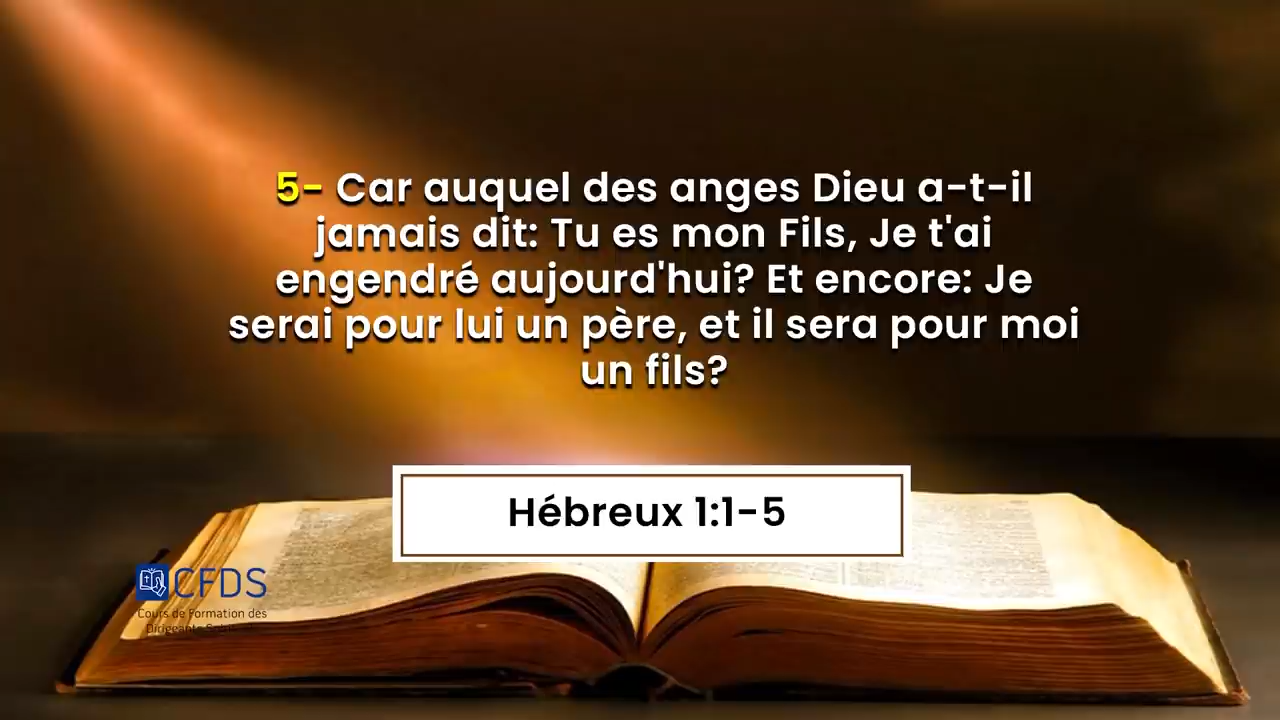 5- Car auquel des anges Dieu a-t-il
jamais dit: Tu es mon Fils, Je t'ai
engendré aujourd'hui? Et encore: Je
serai pour lui un père, et il sera pour moi
un fils?
Hébreux 1:1-5
CFDS
Cours de Formation des
Dirigeants